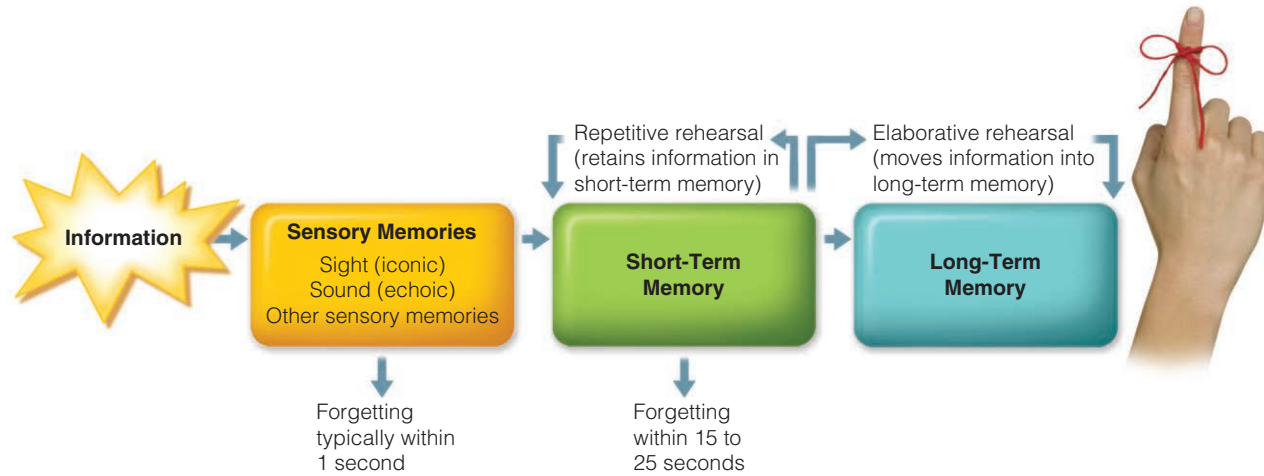 Repetitive rehearsal
(retains information in
short-term memory)
Elaborative rehearsal
(moves information into
long-term memory)
Information
Sensory Memories
Sight (iconic)
Sound (echoic)
Other sensory memories
Short-Term
Memory
Long-Term
Memory
Forgetting
typically within
1 second
Forgetting
within 15 to
25 seconds